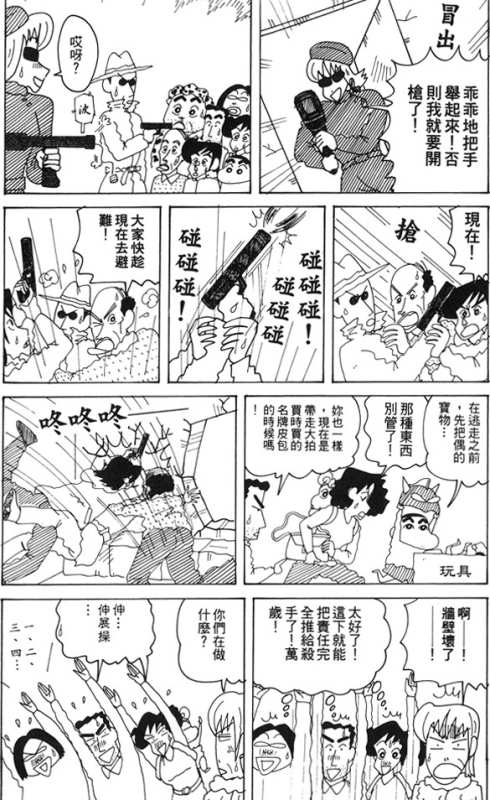 冒出
乖乖地把手
舉起來！否
則我就要開
槍了！
哎呀？
現在！
搶
碰碰碰！
碰碰碰
碰碰碰！
大家快趁
現在去避
難！
在逃走之前
，先把偶的
寶物…
那種東西
別管了！
玩具
妳也一樣
，現在是
帶走大拍
賣時買的
名牌皮包
的時候嗎
！
咚咚咚
啊——
牆壁壞了——
太好了！
這下就能
把責任完
全推給殺
手了！萬
歲！
你們在做
什麼？
伸…
伸展操
一、二、
三、四…